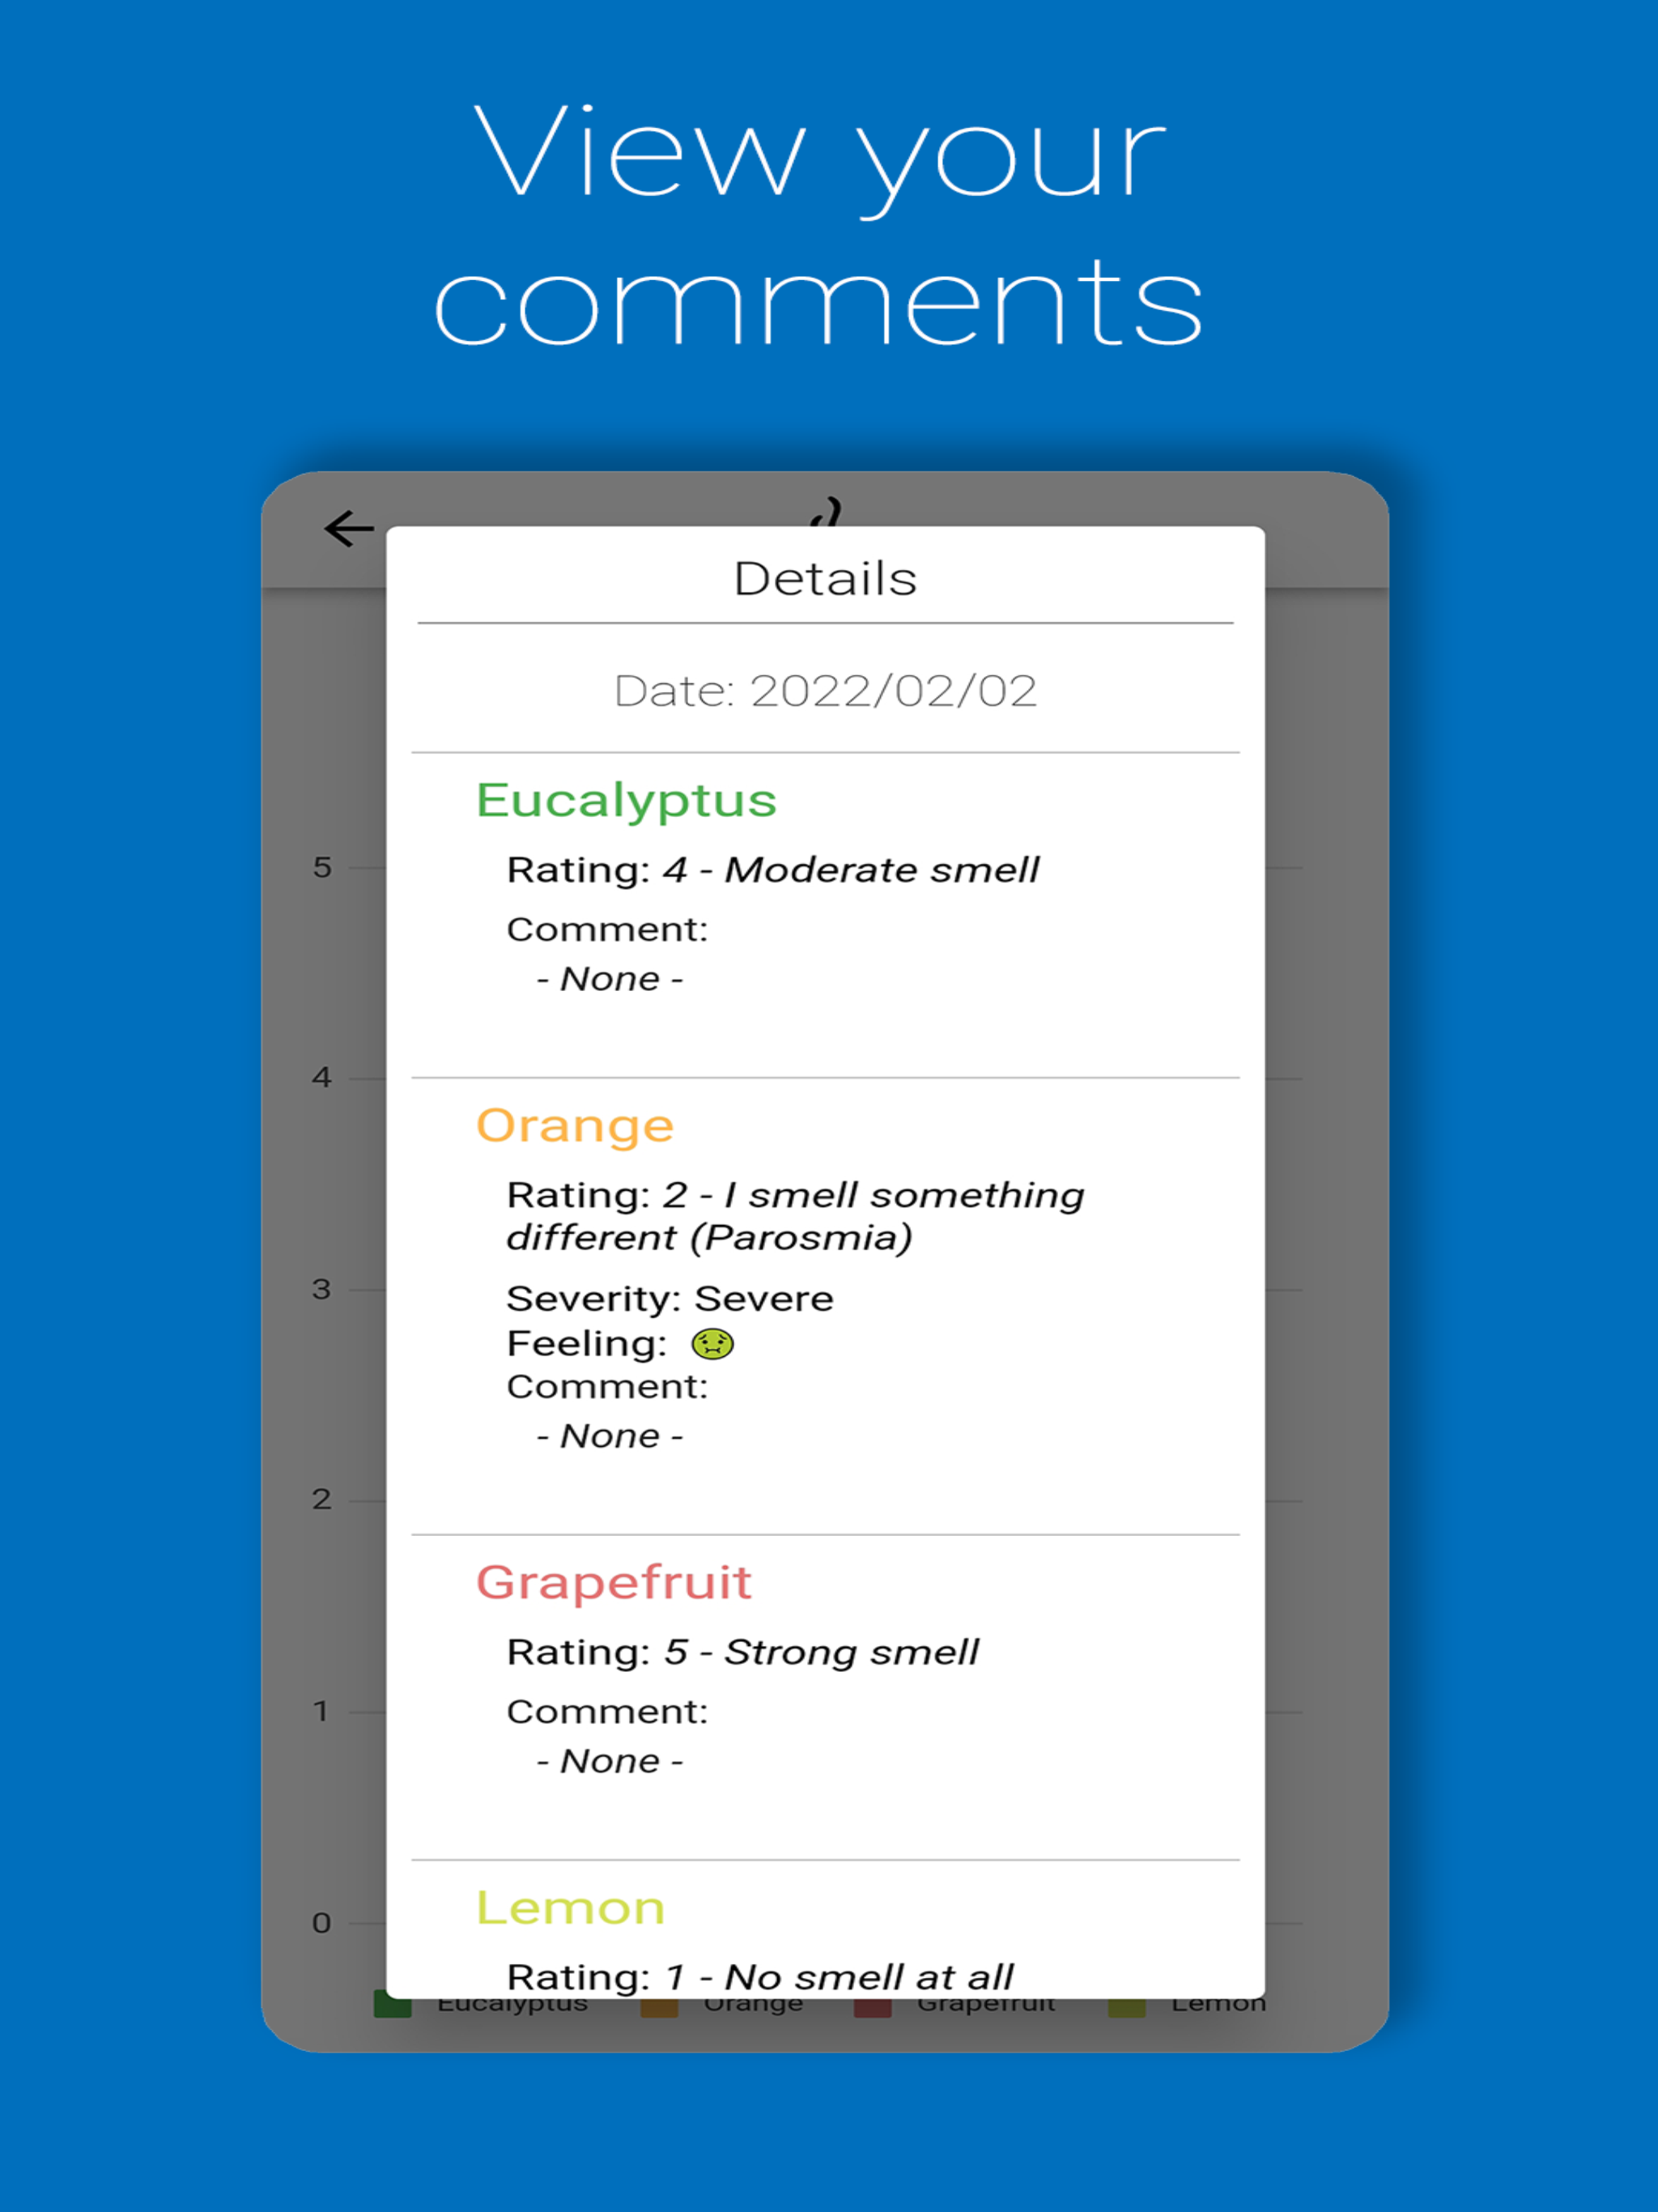 View your
comments
Details
Date: 2022/02/02
Eucalyptus
Rating: 4 - Moderate smell
Comment:
- None -
Orange
Rating: 2 - I smell something
different (Parosmia)
Severity: Severe
Feeling: 🤢
Comment:
- None -
Grapefruit
Rating: 5 - Strong smell
Comment:
- None -
Lemon
Rating: 1 - No smell at all
5
4
3
2
1
0
Eucalyptus Orange Grapefruit Lemon